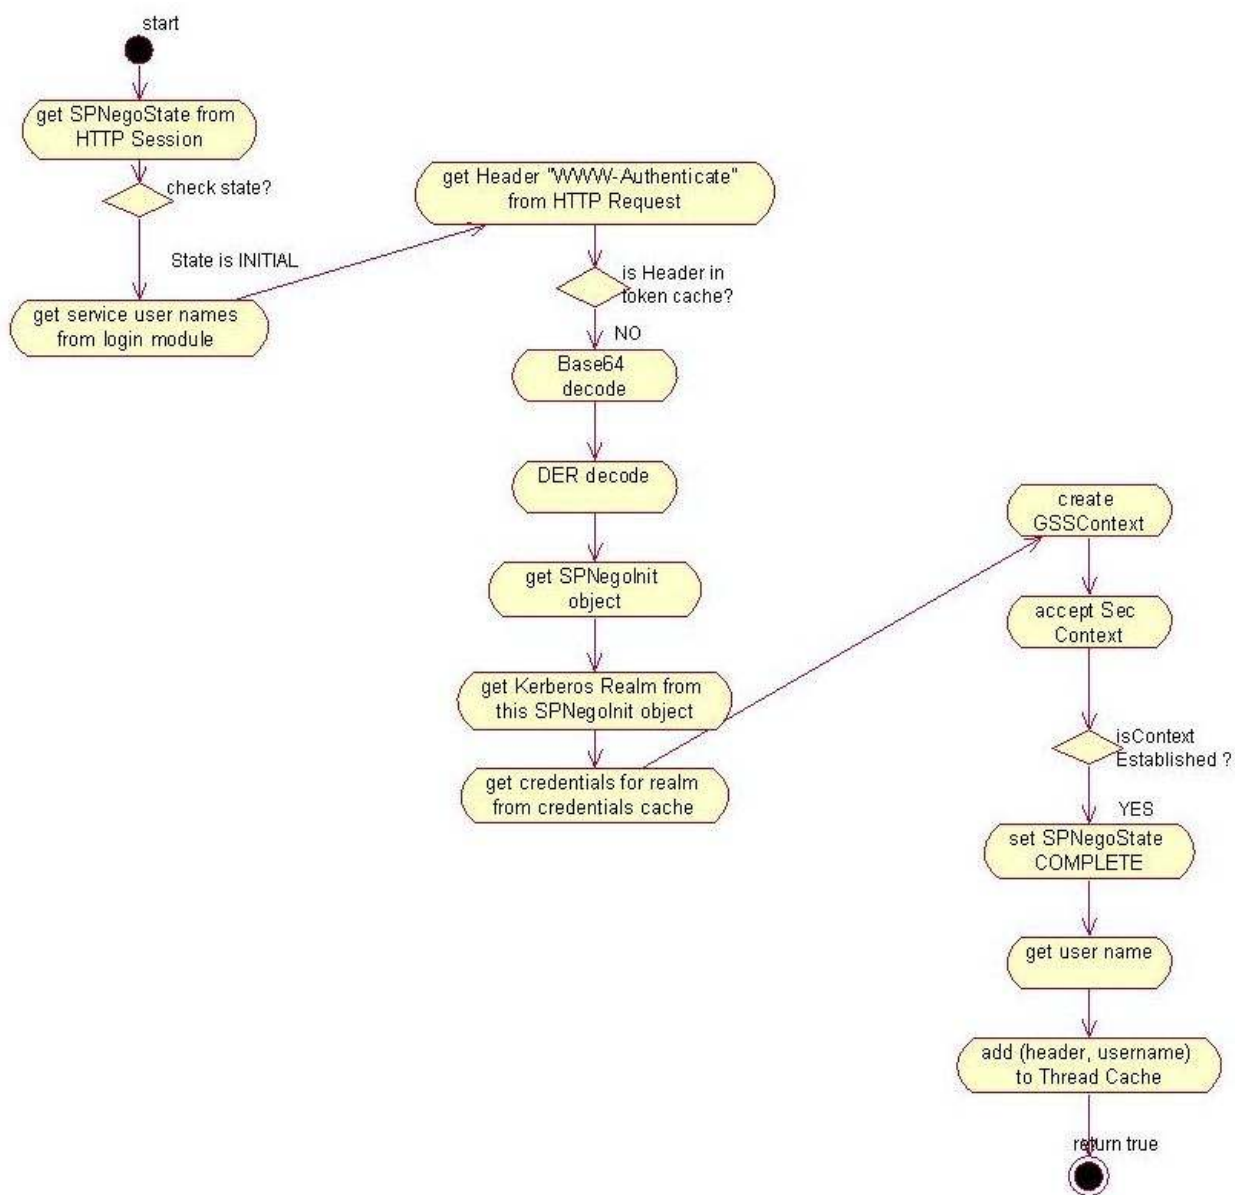 start
get SPNegoState from
HTTP Session
check state?
State is INITIAL
get service user names
from login module
get Header "WWW-Authenticate"
from HTTP Request
is Header in
token cache?
NO
Base64
decode
DER decode
get SPNegoInit
object
get Kerberos Realm from
this SPNegoInit object
get credentials for realm
from credentials cache
create
GSSContext
accept Sec
Context
isContext
Established ?
YES
set SPNegoState
COMPLETE
get user name
add (header, username)
to Thread Cache
return true